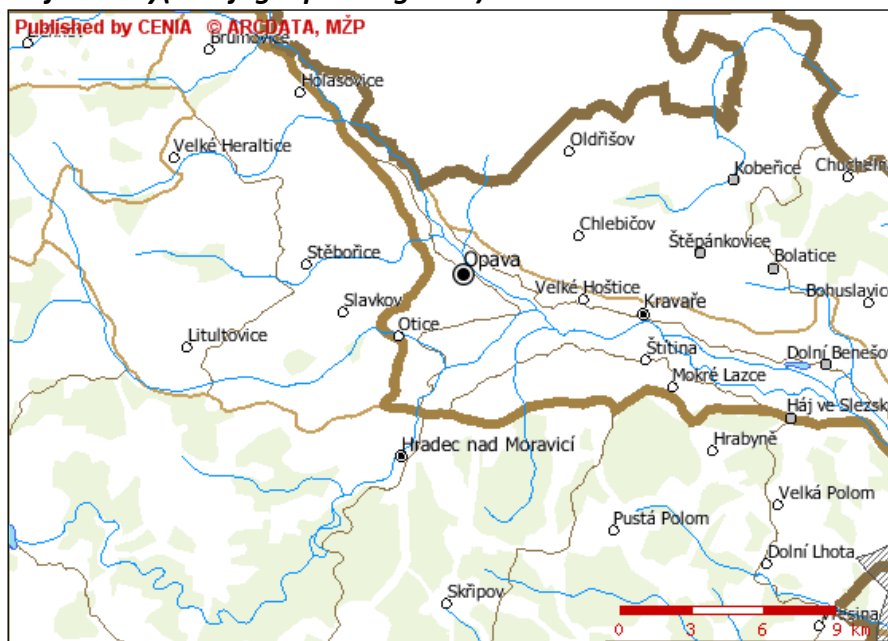 Published by CENIA © ARCDATA, MŽP
Brumovice
Holasovice
Velké Heraltice
Oldřišov
Kobeřice
Chlebičov
Štěpánkovice
Bolatice
Stěbořice
Opava
Velké Hoštice
Bohuslavice
Slavkov
Kravaře
Otice
Litultovice
Štítina
Dolní Benešov
Mokré Lazce
Háj ve Slezsk
Hradec nad Moravicí
Hrabyně
Velká Polom
Pustá Polom
Dolní Lhota
Skřipov
Vřesina
0 3 6 9 km